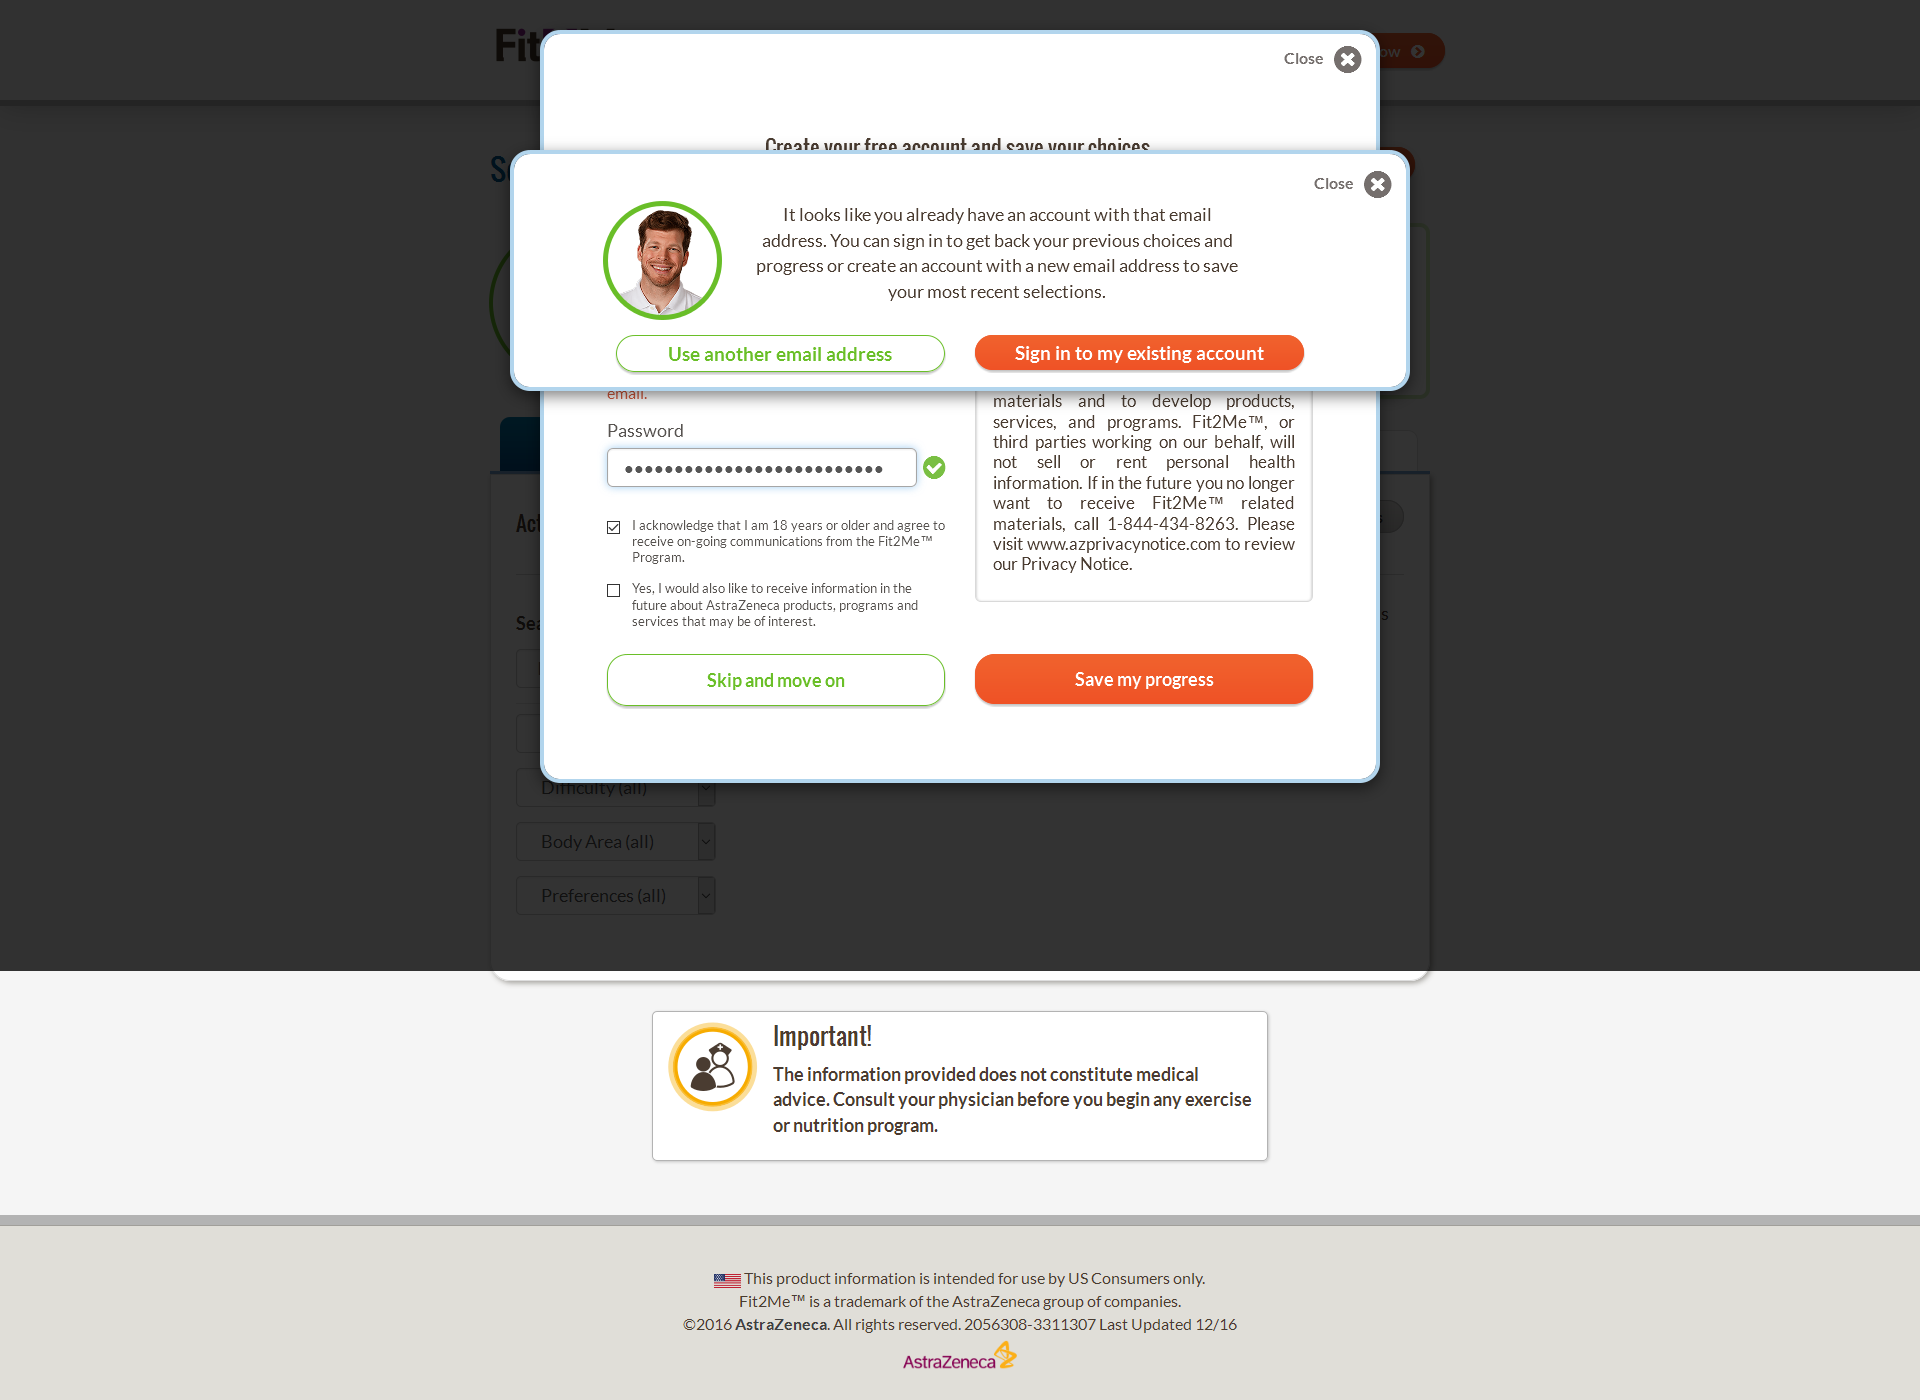 Fit
Close
ow
Create your free account and save your choices
Close
It looks like you already have an account with that email
address. You can sign in to get back your previous choices and
progress or create an account with a new email address to save
your most recent selections.
Use another email address
Sign in to my existing account
email.
materials and to develop products,
services, and programs. Fit2Me™, or
third parties working on our behalf, will
not sell or rent personal health
information. If in the future you no longer
want to receive Fit2Me™ related
materials, call 1-844-434-8263. Please
visit www.azprivacynotice.com to review
our Privacy Notice.
Password
I acknowledge that I am 18 years or older and agree to
receive on-going communications from the Fit2Me™
Program.
Yes, I would also like to receive information in the
future about AstraZeneca products, programs and
services that may be of interest.
Skip and move on
Save my progress
Difficulty (all)
Body Area (all)
Preferences (all)
Important!
The information provided does not constitute medical
advice. Consult your physician before you begin any exercise
or nutrition program.
This product information is intended for use by US Consumers only.
Fit2Me™ is a trademark of the AstraZeneca group of companies.
©2016 AstraZeneca. All rights reserved. 2056308-3311307 Last Updated 12/16
AstraZeneca